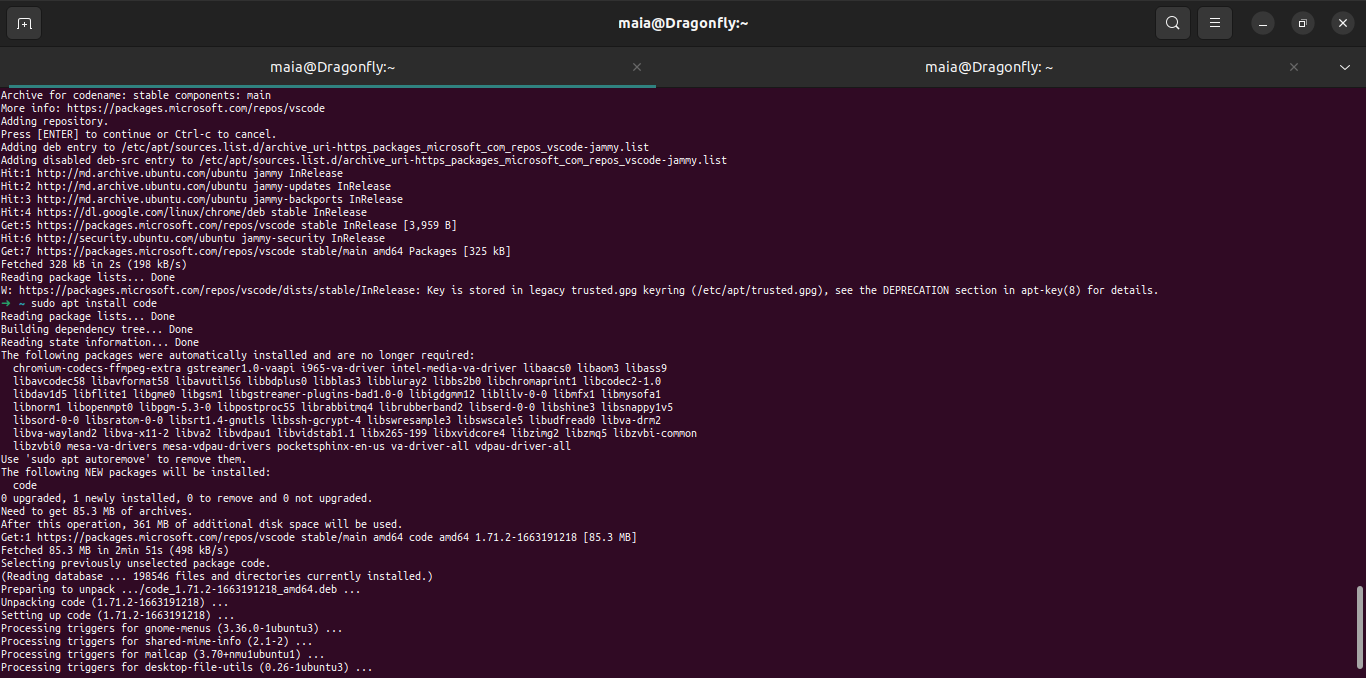 maia@Dragonfly:~
maia@Dragonfly:~
maia@Dragonfly: ~
Archive for codename: stable components: main
More info: https://packages.microsoft.com/repos/vscode
Adding repository.
Press [ENTER] to continue or Ctrl-c to cancel.
Adding deb entry to /etc/apt/sources.list.d/archive_uri-https_packages_microsoft_com_repos_vscode-jammy.list
Adding disabled deb-src entry to /etc/apt/sources.list.d/archive_uri-https_packages_microsoft_com_repos_vscode-jammy.list
Hit:1 http://md.archive.ubuntu.com/ubuntu jammy InRelease
Hit:2 http://md.archive.ubuntu.com/ubuntu jammy-updates InRelease
Hit:3 http://md.archive.ubuntu.com/ubuntu jammy-backports InRelease
Hit:4 https://dl.google.com/linux/chrome/deb stable InRelease
Get:5 https://packages.microsoft.com/repos/vscode stable InRelease [3,959 B]
Hit:6 http://security.ubuntu.com/ubuntu jammy-security InRelease
Get:7 https://packages.microsoft.com/repos/vscode stable/main amd64 Packages [325 kB]
Fetched 328 kB in 2s (198 kB/s)
Reading package lists... Done
W: https://packages.microsoft.com/repos/vscode/dists/stable/InRelease: Key is stored in legacy trusted.gpg keyring (/etc/apt/trusted.gpg), see the DEPRECATION section in apt-key(8) for details.
➜ ~ sudo apt install code
Reading package lists... Done
Building dependency tree... Done
Reading state information... Done
The following packages were automatically installed and are no longer required:
chromium-codecs-ffmpeg-extra gstreamer1.0-vaapi i965-va-driver intel-media-va-driver libaacs0 libaom3 libass9
libavcodec58 libavformat58 libavutil56 libbdplus0 libblas3 libbluray2 libbs2b0 libchromaprint1 libcodec2-1.0
libdav1d5 libflite1 libgme0 libgsm1 libgstreamer-plugins-bad1.0-0 libigdgmm12 liblilv-0-0 libmfx1 libmysofa1
libnorm1 libopenmpt0 libpgm-5.3-0 libpostproc55 librabbitmq4 librubberband2 libserd-0-0 libshine3 libsnappy1v5
libsord-0-0 libsratom-0-0 libsrt1.4-gnutls libssh-gcrypt-4 libswresample3 libswscale5 libudfread0 libva-drm2
libva-wayland2 libva-x11-2 libva2 libvdpau1 libvidstab1.1 libx265-199 libxvidcore4 libzimg2 libzmq5 libzvbi-common
libzvbi0 mesa-va-drivers mesa-vdpau-drivers pocketsphinx-en-us va-driver-all vdpau-driver-all
Use 'sudo apt autoremove' to remove them.
The following NEW packages will be installed:
code
0 upgraded, 1 newly installed, 0 to remove and 0 not upgraded.
Need to get 85.3 MB of archives.
After this operation, 361 MB of additional disk space will be used.
Get:1 https://packages.microsoft.com/repos/vscode stable/main amd64 code amd64 1.71.2-1663191218 [85.3 MB]
Fetched 85.3 MB in 2min 51s (498 kB/s)
Selecting previously unselected package code.
(Reading database ... 198546 files and directories currently installed.)
Preparing to unpack .../code_1.71.2-1663191218_amd64.deb ...
Unpacking code (1.71.2-1663191218) ...
Setting up code (1.71.2-1663191218) ...
Processing triggers for gnome-menus (3.36.0-1ubuntu3) ...
Processing triggers for shared-mime-info (2.1-2) ...
Processing triggers for mailcap (3.70+nmu1ubuntu1) ...
Processing triggers for desktop-file-utils (0.26-1ubuntu3) ...